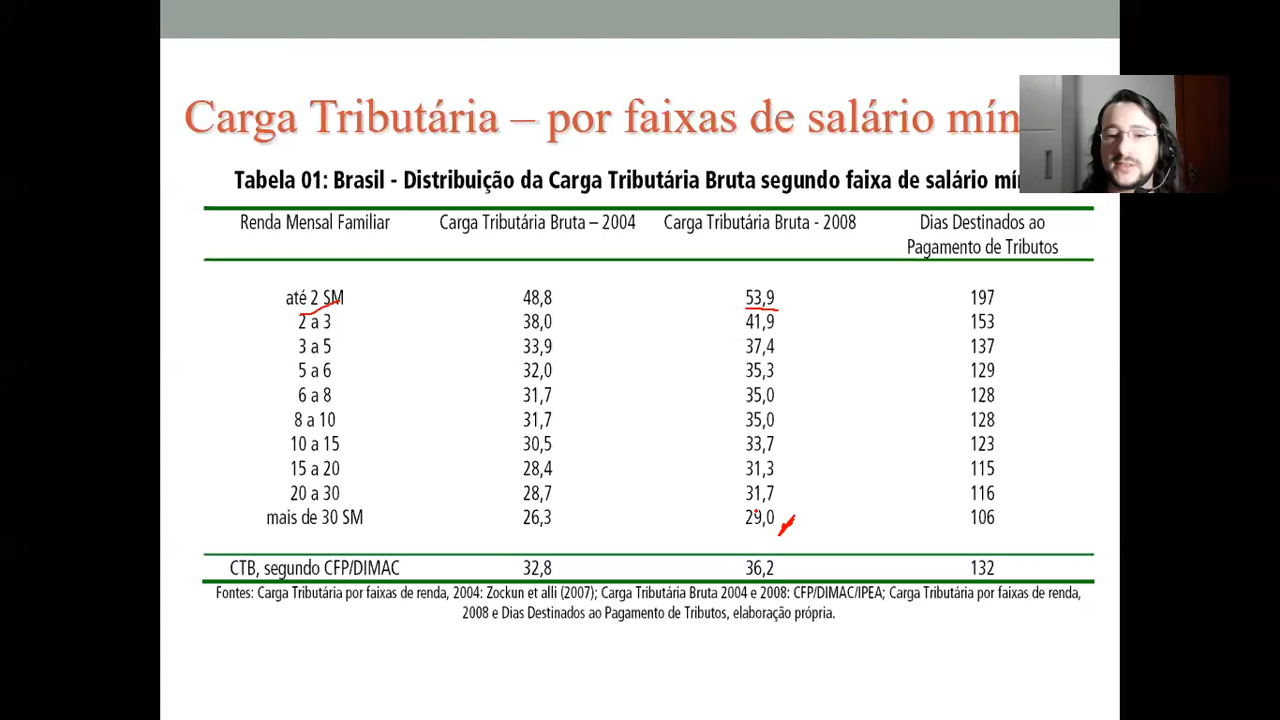 Carga Tributária – por faixas de salário mín
Tabela 01: Brasil - Distribuição da Carga Tributária Bruta segundo faixa de salário mín
Renda Mensal Familiar Carga Tributária Bruta – 2004 Carga Tributária Bruta - 2008 Dias Destinados ao Pagamento de Tributos
até 2 SM 48,8 53,9 197
2 a 3 38,0 41,9 153
3 a 5 33,9 37,4 137
5 a 6 32,0 35,3 129
6 a 8 31,7 35,0 128
8 a 10 31,7 35,0 128
10 a 15 30,5 33,7 123
15 a 20 28,4 31,3 115
20 a 30 28,7 31,7 116
mais de 30 SM 26,3 29,0 106
CTB, segundo CFP/DIMAC 32,8 36,2 132
Fontes: Carga Tributária por faixas de renda, 2004: Zockun et alli (2007); Carga Tributária Bruta 2004 e 2008: CFP/DIMAC/IPEA; Carga Tributária por faixas de renda,
2008 e Dias Destinados ao Pagamento de Tributos, elaboração própria.